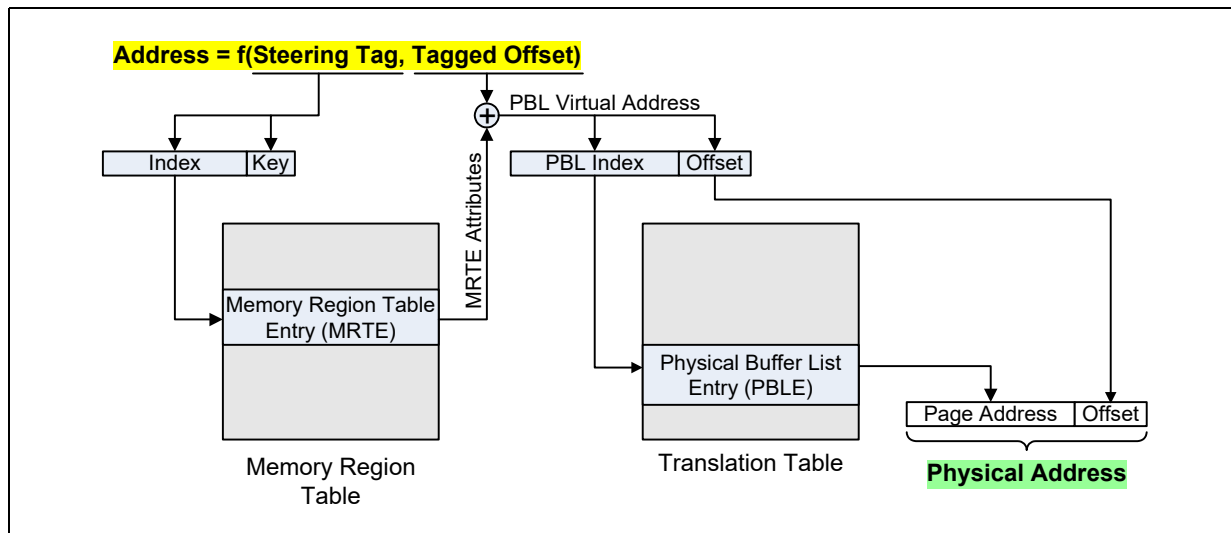 Address = f(Steering Tag, Tagged Offset)
PBL Virtual Address
+
Index
Key
PBL Index
Offset
MRTE Attributes
Memory Region Table
Entry (MRTE)
Physical Buffer List
Entry (PBLE)
Page Address
Offset
Memory Region
Table
Translation Table
Physical Address